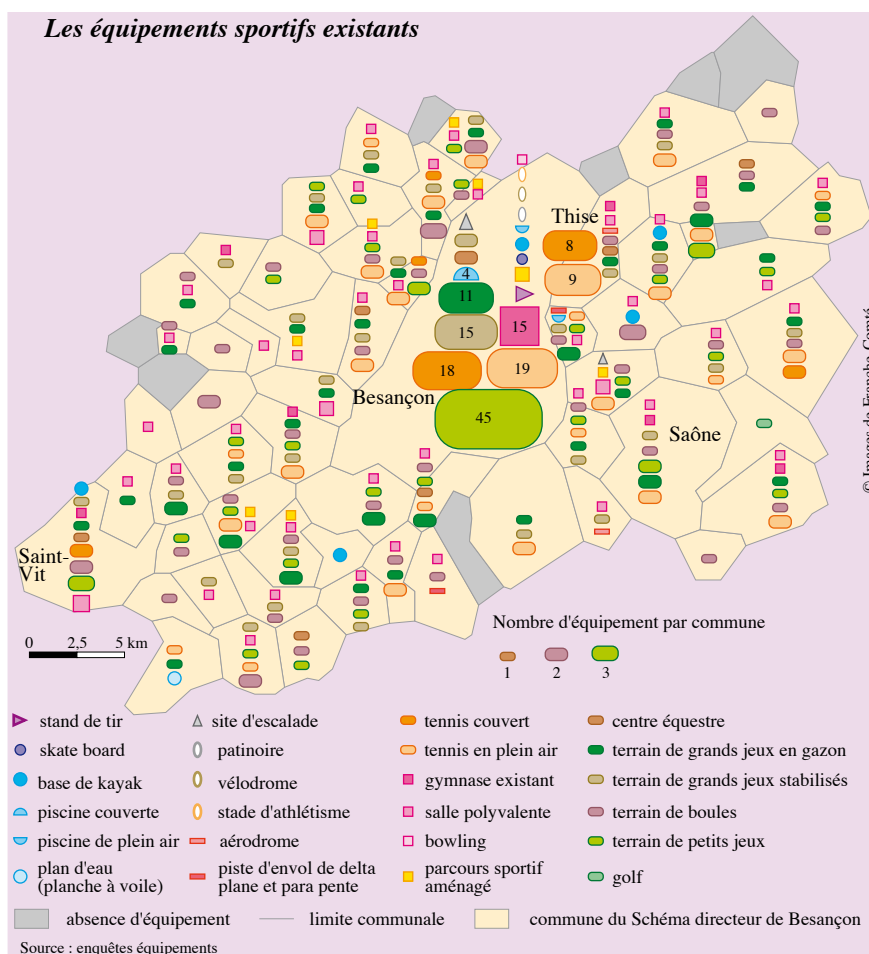 Les équipements sportifs existants
Thise
8
9
4
11
15
15
18
19
Besançon
45
Saône
© Images de Franche-Comté
Saint-
Vit
0 2,5 5 km
Nombre d'équipement par commune
1 2 3
stand de tir
site d'escalade
tennis couvert
centre équestre
skate board
patinoire
tennis en plein air
terrain de grands jeux en gazon
base de kayak
vélodrome
gymnase existant
terrain de grands jeux stabilisés
piscine couverte
stade d'athlétisme
salle polyvalente
terrain de boules
piscine de plein air
aérodrome
bowling
terrain de petits jeux
plan d'eau
(planche à voile)
piste d'envol de delta
plane et para pente
parcours sportif
aménagé
golf
absence d'équipement
limite communale
commune du Schéma directeur de Besançon
Source : enquêtes équipements